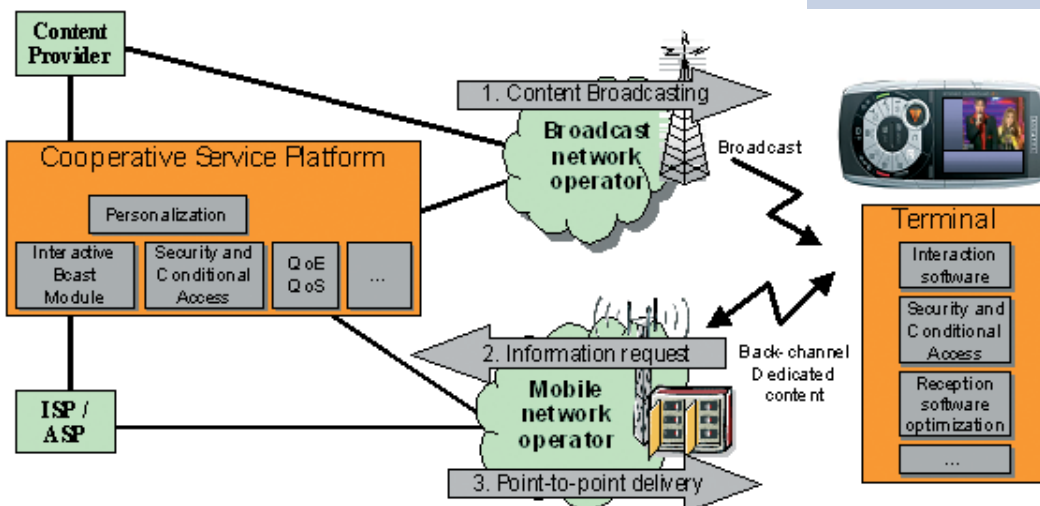 Content
Provider
Cooperative Service Platform
Personalization
Interactive
Bcast
Module
Security and
Conditional
Access
QoE
QoS
...
ISP /
ASP
1. Content Broadcasting
Broadcast
network
operator
Broadcast
2. Information request
Mobile
network
operator
3. Point-to-point delivery
Back-channel
Dedicated
content
Terminal
Interaction
software
Security and
Conditional
Access
Reception
software
optimization
...